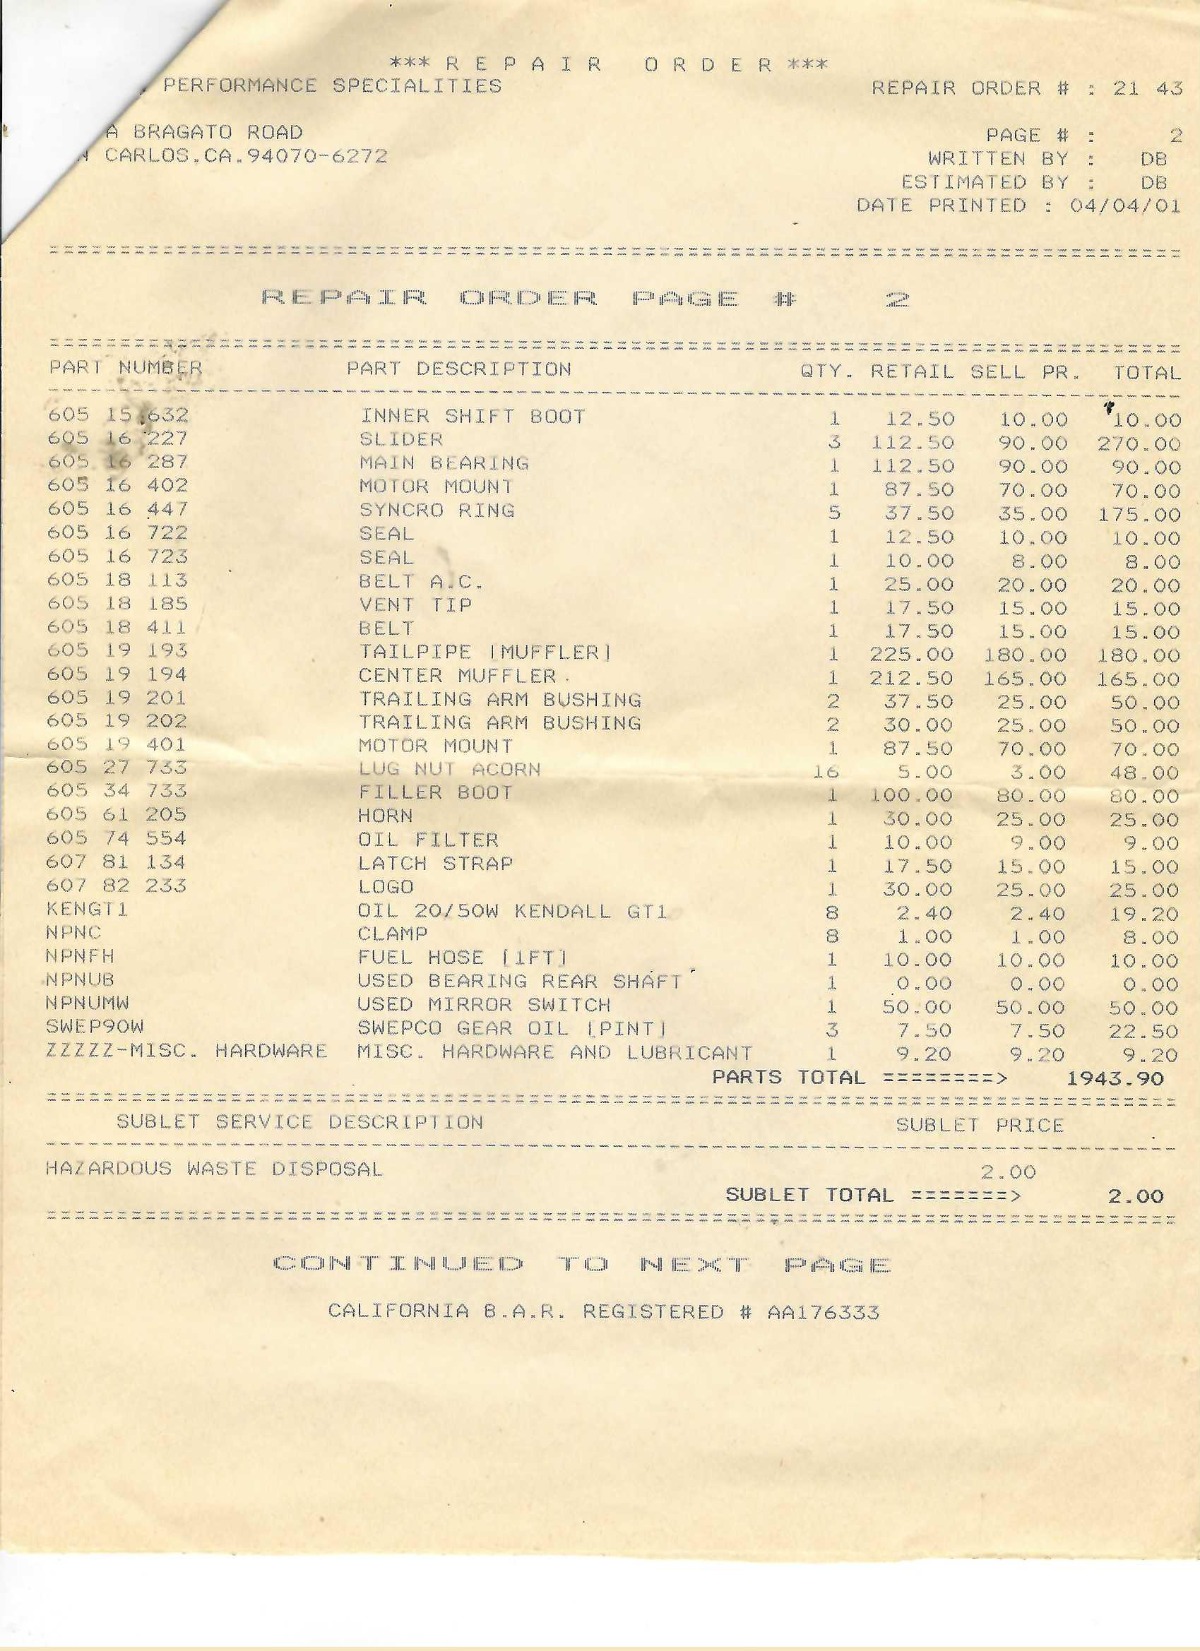 *** R E P A I R   O R D E R ***
PERFORMANCE SPECIALITIES   REPAIR ORDER # : 21 43
A BRAGATO ROAD   PAGE # : 2
CARLOS.CA.94070-6272   WRITTEN BY : DB
ESTIMATED BY : DB
DATE PRINTED : 04/04/01
REPAIR ORDER PAGE # 2
PART NUMBER   PART DESCRIPTION   QTY. RETAIL SELL PR. TOTAL
605 15 632   INNER SHIFT BOOT   1   12.50   10.00   10.00
605 16 227   SLIDER   3   112.50   90.00   270.00
605 16 287   MAIN BEARING   1   112.50   90.00   90.00
605 16 402   MOTOR MOUNT   1   87.50   70.00   70.00
605 16 447   SYNCRO RING   5   37.50   35.00   175.00
605 16 722   SEAL   1   12.50   10.00   10.00
605 16 723   SEAL   1   10.00   8.00   8.00
605 18 113   BELT A.C.   1   25.00   20.00   20.00
605 18 185   VENT TIP   1   17.50   15.00   15.00
605 18 411   BELT   1   17.50   15.00   15.00
605 19 193   TAILPIPE [MUFFLER]   1   225.00   180.00   180.00
605 19 194   CENTER MUFFLER   1   212.50   165.00   165.00
605 19 201   TRAILING ARM BUSHING   2   37.50   25.00   50.00
605 19 202   TRAILING ARM BUSHING   2   30.00   25.00   50.00
605 19 401   MOTOR MOUNT   1   87.50   70.00   70.00
605 27 733   LUG NUT ACORN   16   5.00   3.00   48.00
605 34 733   FILLER BOOT   1   100.00   80.00   80.00
605 61 205   HORN   1   30.00   25.00   25.00
605 74 554   OIL FILTER   1   10.00   9.00   9.00
607 81 134   LATCH STRAP   1   17.50   15.00   15.00
607 82 233   LOGO   1   30.00   25.00   25.00
KENGT1   OIL 20/50W KENDALL GT1   8   2.40   2.40   19.20
NPNC   CLAMP   8   1.00   1.00   8.00
NPNFH   FUEL HOSE [1FT]   1   10.00   10.00   10.00
NPNUB   USED BEARING REAR SHAFT   1   0.00   0.00   0.00
NPNUMW   USED MIRROR SWITCH   1   50.00   50.00   50.00
SWEP90W   SWEPCO GEAR OIL [PINT]   3   7.50   7.50   22.50
ZZZZZ-MISC. HARDWARE   MISC. HARDWARE AND LUBRICANT   1   9.20   9.20   9.20
PARTS TOTAL ========> 1943.90
SUBLET SERVICE DESCRIPTION   SUBLET PRICE
HAZARDOUS WASTE DISPOSAL   2.00
SUBLET TOTAL =======> 2.00
CONTINUED TO NEXT PAGE
CALIFORNIA B.A.R. REGISTERED # AA176333